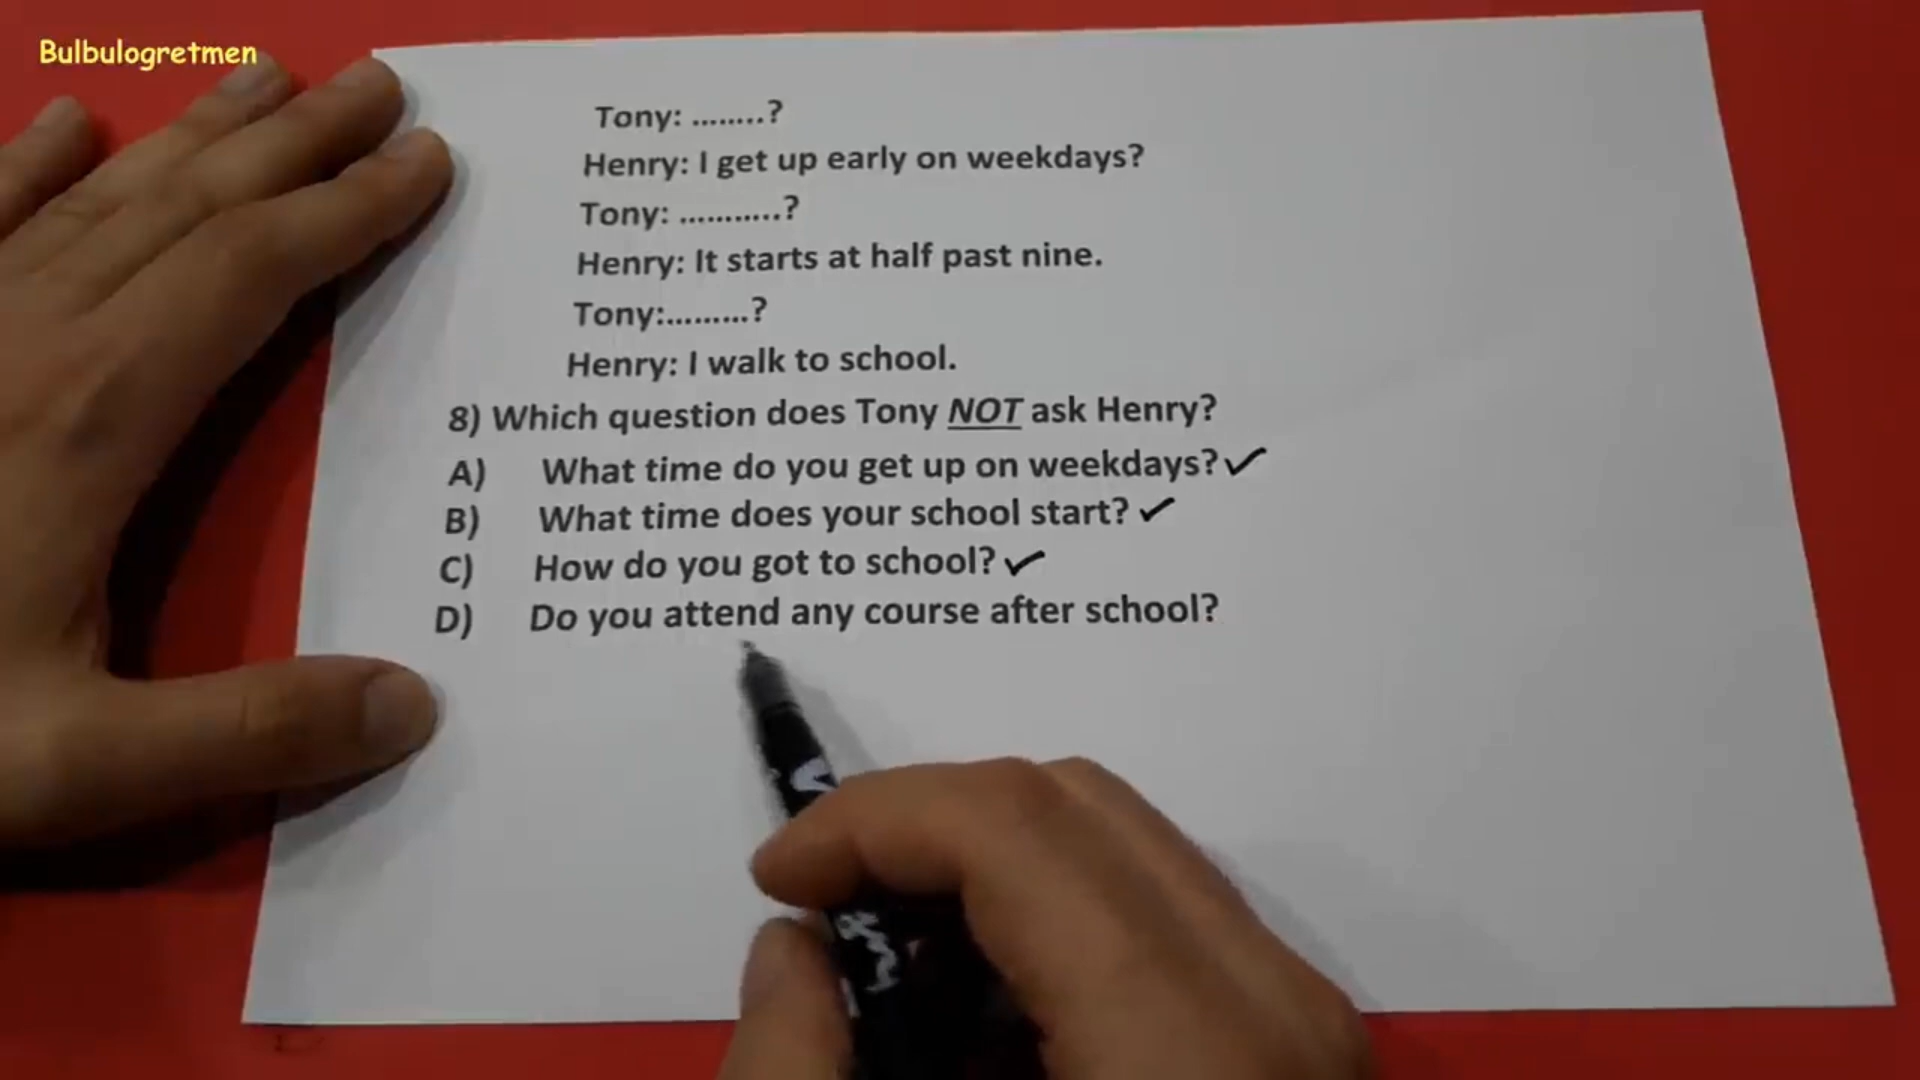 Bulbulogretmen
Tony: ........?
Henry: I get up early on weekdays?
Tony: ...........?
Henry: It starts at half past nine.
Tony:.........?
Henry: I walk to school.
8) Which question does Tony NOT ask Henry?
A) What time do you get up on weekdays? ✓
B) What time does your school start? ✓
C) How do you got to school? ✓
D) Do you attend any course after school?